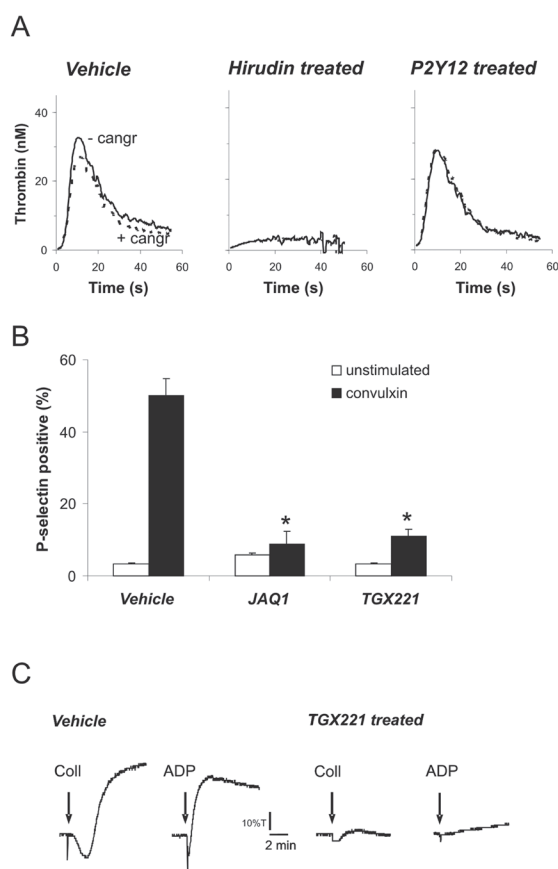 A
Vehicle
Hirudin treated
P2Y12 treated
Thrombin (nM)
40
20
0
- cangr
+ cangr
0 20 40 60
0 20 40 60
0 20 40 60
Time (s)
Time (s)
Time (s)
B
P-selectin positive (%)
60
40
20
0
unstimulated
convulxin
*
*
Vehicle
JAQ1
TGX221
C
Vehicle
TGX221 treated
Coll
ADP
Coll
ADP
10%T
2 min